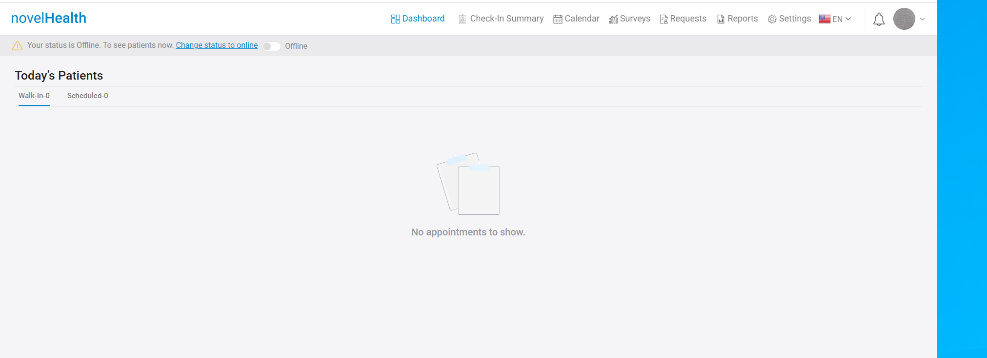 novelHealth Dashboard Check-In Summary Calendar Surveys Requests Reports Settings EN
Your status is Offline. To see patients now. Change status to online Offline
Today's Patients
Walk-In-0 Scheduled-0
No appointments to show.